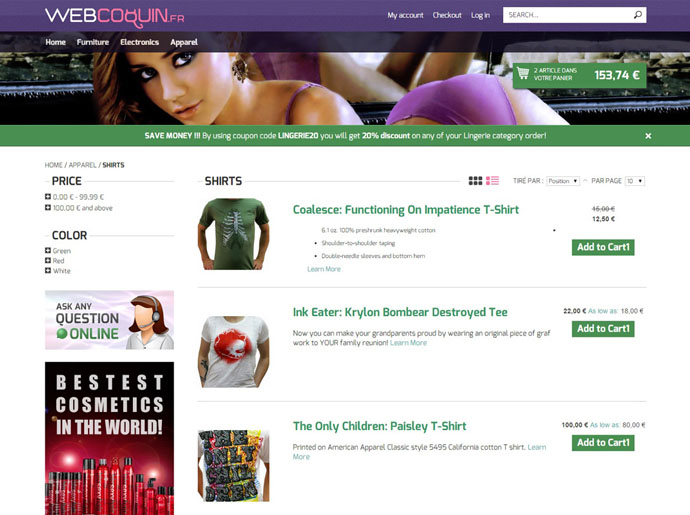 WEBCOQUIN.FR
My account Checkout Log in SEARCH...
Home Furniture Electronics Apparel
2 ARTICLE DANS
VOTRE PANIER
153,74 €
SAVE MONEY !!! By using coupon code LINGERIE20 you will get 20% discount on any of your Lingerie category order!
HOME / APPAREL / SHIRTS
PRICE
0,00 € - 99,99 €
100,00 € and above
COLOR
Green
Red
White
ASK ANY
QUESTION
ONLINE
BESTEST
COSMETICS
IN THE WORLD!
SHIRTS
TIRÉ PAR : Position PAR PAGE 10
Coalesce: Functioning On Impatience T-Shirt
6.1 oz. 100% preshrunk heavyweight cotton
Shoulder-to-shoulder taping
Double-needle sleeves and bottom hem
Learn More
15,00 €
12,50 €
Add to Cart1
Ink Eater: Krylon Bombear Destroyed Tee
Now you can make your grandparents proud by wearing an original piece of graf
work to YOUR family reunion! Learn More
22,00 € As low as: 18,00 €
Add to Cart1
The Only Children: Paisley T-Shirt
Printed on American Apparel Classic style 5495 California cotton T shirt. Learn
More
100,00 € As low as: 80,00 €
Add to Cart1